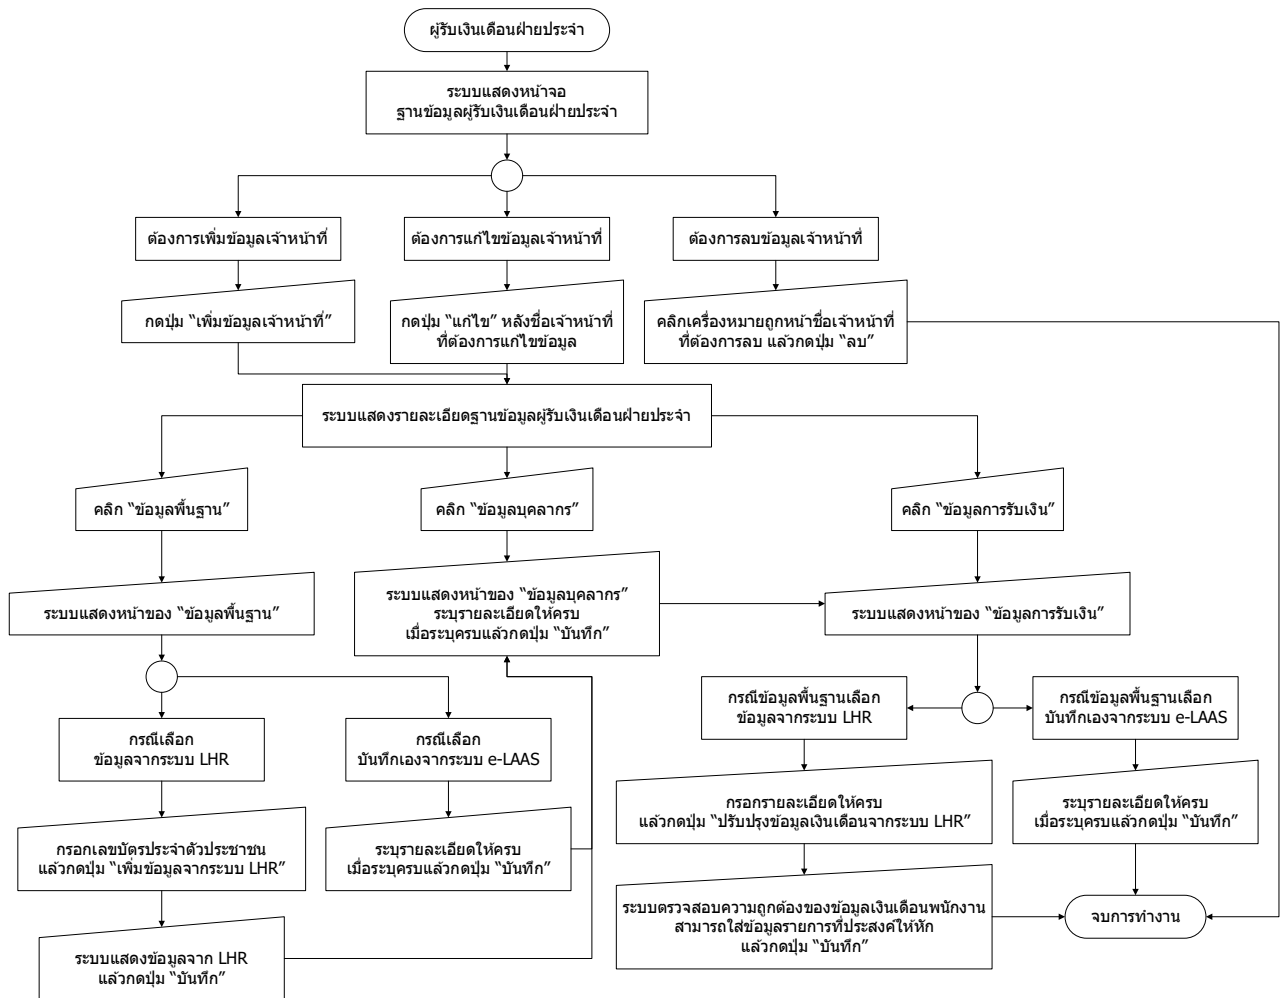 ผู้รับเงินเดือนฝ่ายประจำ
ระบบแสดงหน้าจอ
ฐานข้อมูลผู้รับเงินเดือนฝ่ายประจำ
ต้องการเพิ่มข้อมูลเจ้าหน้าที่
ต้องการแก้ไขข้อมูลเจ้าหน้าที่
ต้องการลบข้อมูลเจ้าหน้าที่
กดปุ่ม “เพิ่มข้อมูลเจ้าหน้าที่”
กดปุ่ม “แก้ไข” หลังชื่อเจ้าหน้าที่
ที่ต้องการแก้ไขข้อมูล
คลิกเครื่องหมายถูกหน้าชื่อเจ้าหน้าที่
ที่ต้องการลบ แล้วกดปุ่ม “ลบ”
ระบบแสดงรายละเอียดฐานข้อมูลผู้รับเงินเดือนฝ่ายประจำ
คลิก “ข้อมูลพื้นฐาน”
คลิก “ข้อมูลบุคลากร”
คลิก “ข้อมูลการรับเงิน”
ระบบแสดงหน้าของ “ข้อมูลพื้นฐาน”
ระบบแสดงหน้าของ “ข้อมูลบุคลากร”
ระบุรายละเอียดให้ครบ
เมื่อระบุครบแล้วกดปุ่ม “บันทึก”
ระบบแสดงหน้าของ “ข้อมูลการรับเงิน”
กรณีเลือก
ข้อมูลจากระบบ LHR
กรณีเลือก
บันทึกเองจากระบบ e-LAAS
กรณีข้อมูลพื้นฐานเลือก
ข้อมูลจากระบบ LHR
กรณีข้อมูลพื้นฐานเลือก
บันทึกเองจากระบบ e-LAAS
กรอกเลขบัตรประจำตัวประชาชน
แล้วกดปุ่ม “เพิ่มข้อมูลจากระบบ LHR”
ระบุรายละเอียดให้ครบ
เมื่อระบุครบแล้วกดปุ่ม “บันทึก”
กรอกรายละเอียดให้ครบ
แล้วกดปุ่ม “ปรับปรุงข้อมูลเงินเดือนจากระบบ LHR”
ระบุรายละเอียดให้ครบ
เมื่อระบุครบแล้วกดปุ่ม “บันทึก”
ระบบแสดงข้อมูลจาก LHR
แล้วกดปุ่ม “บันทึก”
ระบบตรวจสอบความถูกต้องของข้อมูลเงินเดือนพนักงาน
สามารถใส่ข้อมูลรายการที่ประสงค์ให้หัก
แล้วกดปุ่ม “บันทึก”
จบการทำงาน